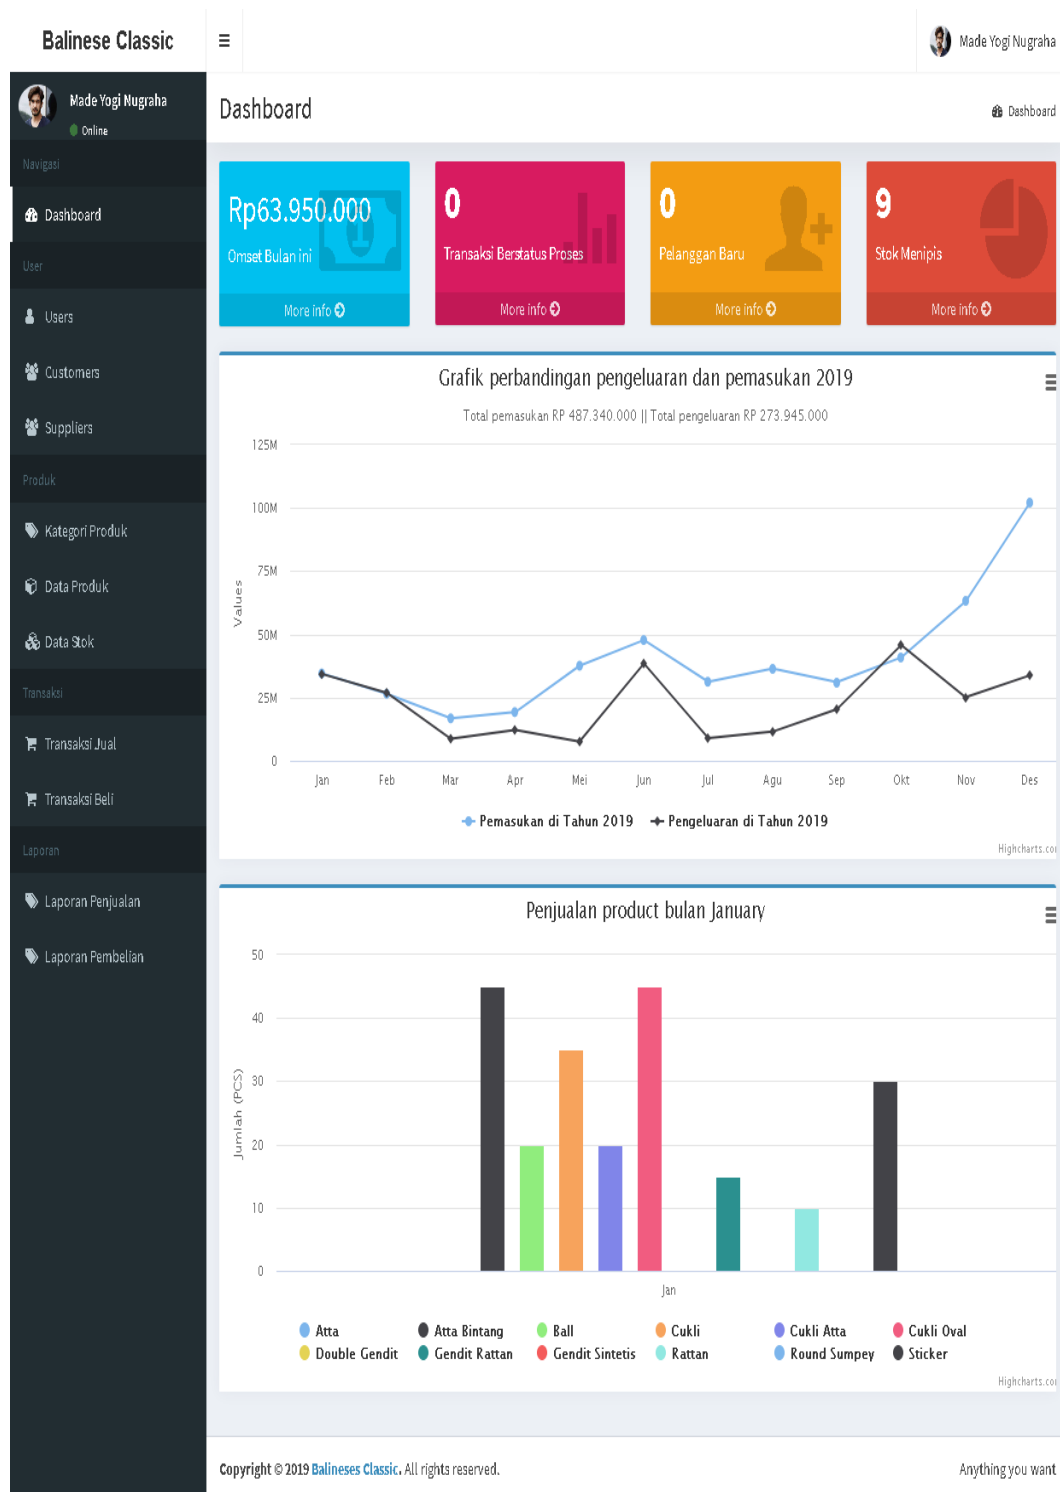 Balinese Classic
Made Yogi Nugraha
Made Yogi Nugraha
Online
Navigasi
Dashboard
User
Users
Customers
Suppliers
Produk
Kategori Produk
Data Produk
Data Stok
Transaksi
Transaksi Jual
Transaksi Beli
Laporan
Laporan Penjualan
Laporan Pembelian
Dashboard
Dashboard
Rp63.950.000
Omset Bulan ini
More info
0
Transaksi Berstatus Proses
More info
0
Pelanggan Baru
More info
9
Stok Menipis
More info
Grafik perbandingan pengeluaran dan pemasukan 2019
Total pemasukan RP 487.340.000 || Total pengeluaran RP 273.945.000
Values
125M
100M
75M
50M
25M
0
Jan Feb Mar Apr Mei Jun Jul Agu Sep Okt Nov Des
Pemasukan di Tahun 2019 Pengeluaran di Tahun 2019
Highcharts.co
Penjualan product bulan January
Jumlah (PCS)
50
40
30
20
10
0
Jan
Atta Atta Bintang Ball Cukli Cukli Atta Cukli Oval
Double Gendit Gendit Rattan Gendit Sintetis Rattan Round Sumpey Sticker
Highcharts.co
Copyright © 2019 Balineses Classic. All rights reserved.
Anything you want